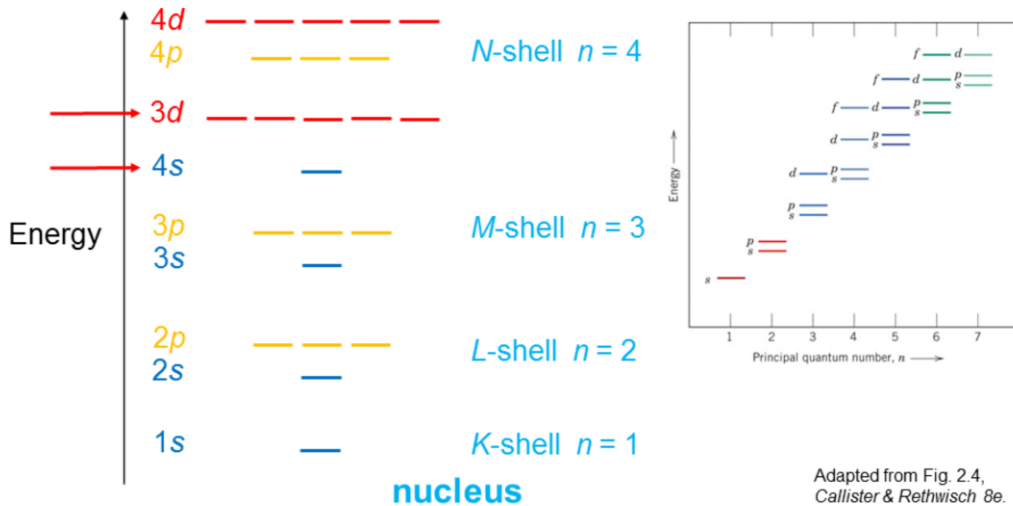 4d
4p
N-shell n = 4
3d
4s
Energy
3p
M-shell n = 3
3s
2p
L-shell n = 2
2s
1s
K-shell n = 1
nucleus
f d
f d p
s
f d p
s
d p
s
d p
s
p
s
p
s
s
Energy
1 2 3 4 5 6 7
Principal quantum number, n
Adapted from Fig. 2.4,
Callister & Rethwisch 8e.